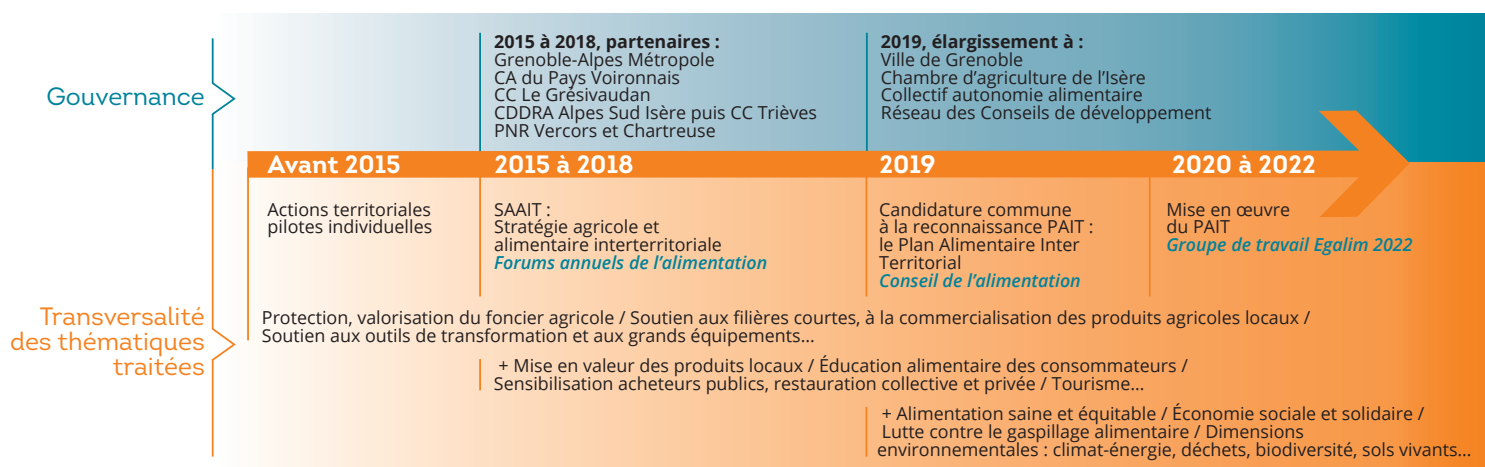 Gouvernance
2015 à 2018, partenaires :
Grenoble-Alpes Métropole
CA du Pays Voironnais
CC Le Grésivaudan
CDDRA Alpes Sud Isère puis CC Trièves
PNR Vercors et Chartreuse
2019, élargissement à :
Ville de Grenoble
Chambre d’agriculture de l’Isère
Collectif autonomie alimentaire
Réseau des Conseils de développement
Avant 2015
2015 à 2018
2019
2020 à 2022
Actions territoriales
pilotes individuelles
SAAIT :
Stratégie agricole et
alimentaire interterritoriale
Forums annuels de l’alimentation
Candidature commune
à la reconnaissance PAIT :
le Plan Alimentaire Inter
Territorial
Conseil de l’alimentation
Mise en œuvre
du PAIT
Groupe de travail Egalim 2022
Transversalité
des thématiques
traitées
Protection, valorisation du foncier agricole / Soutien aux filières courtes, à la commercialisation des produits agricoles locaux /
Soutien aux outils de transformation et aux grands équipements...
+ Mise en valeur des produits locaux / Éducation alimentaire des consommateurs /
Sensibilisation acheteurs publics, restauration collective et privée / Tourisme...
+ Alimentation saine et équitable / Économie sociale et solidaire /
Lutte contre le gaspillage alimentaire / Dimensions
environnementales : climat-énergie, déchets, biodiversité, sols vivants...